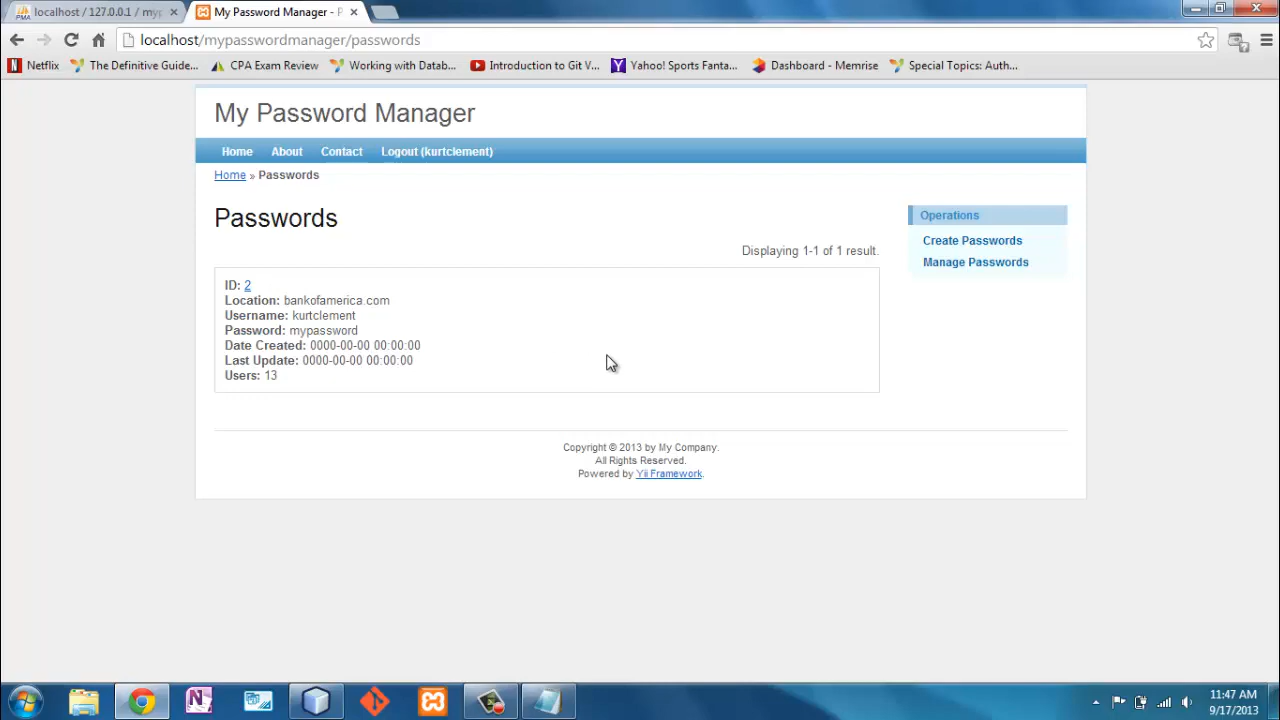 localhost / 127.0.0.1 / myp
My Password Manager - P
localhost/mypasswordmanager/passwords
Netflix
The Definitive Guide...
CPA Exam Review
Working with Datab...
Introduction to Git V...
Yahoo! Sports Fanta...
Dashboard - Memrise
Special Topics: Auth...
My Password Manager
Home About Contact Logout (kurtclement)
Home » Passwords
Passwords
Operations
Create Passwords
Manage Passwords
Displaying 1-1 of 1 result.
ID: 2
Location: bankofamerica.com
Username: kurtclement
Password: mypassword
Date Created: 0000-00-00 00:00:00
Last Update: 0000-00-00 00:00:00
Users: 13
Copyright © 2013 by My Company.
All Rights Reserved.
Powered by Yii Framework.
11:47 AM
9/17/2013